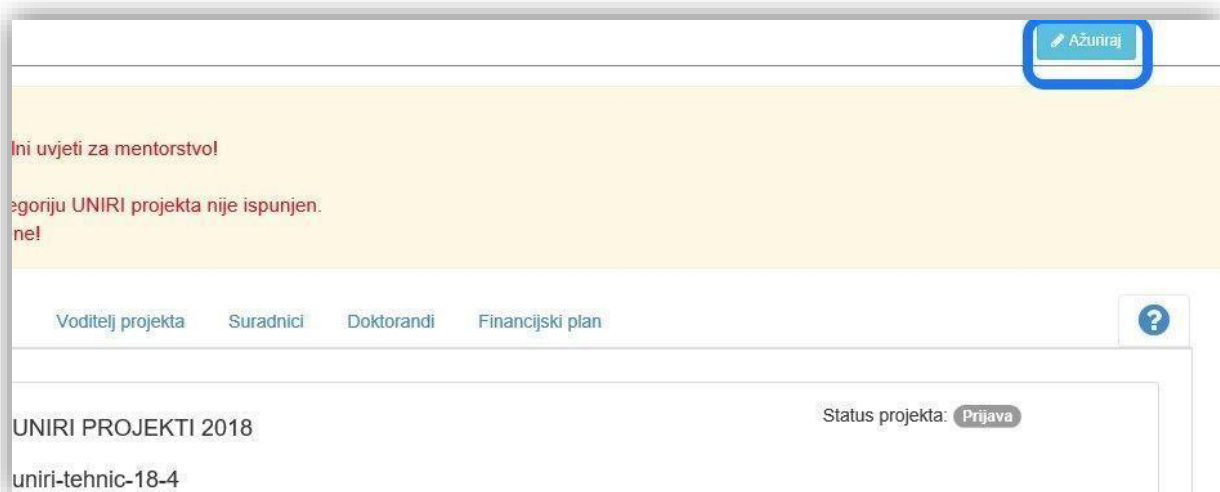 Ažuriraj
lni uvjeti za mentorstvo!
egoriju UNIRI projekta nije ispunjen.
ne!
Voditelj projekta Suradnici Doktorandi Financijski plan ?
UNIRI PROJEKTI 2018 Status projekta: Prijava
uniri-tehnic-18-4